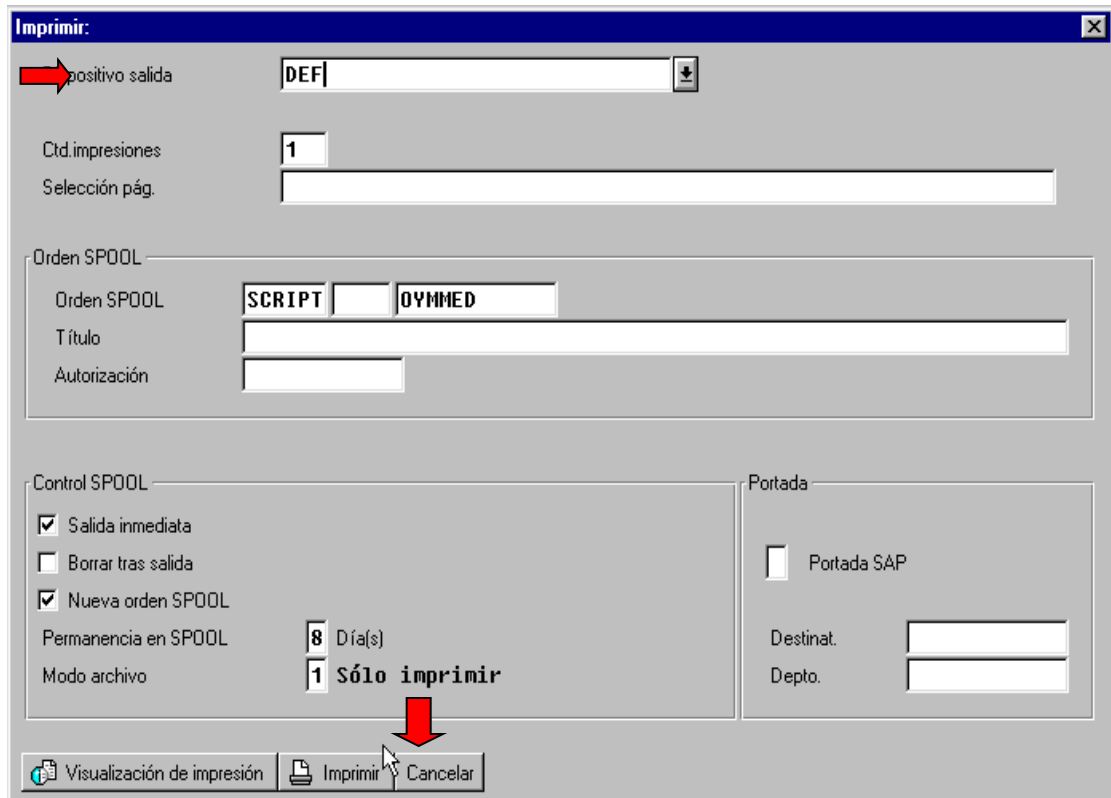 Imprimir:
positivo salida DEF
Ctd.impresiones 1
Selección pág.
Orden SPOOL
Orden SPOOL SCRIPT OYMMED
Título
Autorización
Control SPOOL
Salida inmediata
Borrar tras salida
Nueva orden SPOOL
Permanencia en SPOOL 8 Día(s)
Modo archivo 1 Sólo imprimir
Portada
Portada SAP
Destinat.
Depto.
Visualización de impresión Imprimir Cancelar